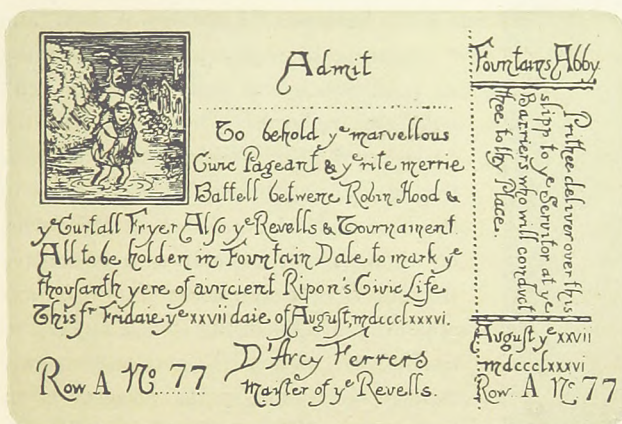 Admit
To behold yᵉ marvellous
Civic Pageant & yᵉ rite merrie
Battell betwene Robin Hood &
yᵉ Curtall Fryer Also yᵉ Revells & Tournament
All to be holden in Fountain Dale to mark yᵉ
thousanth yere of auncient Ripon's Civic Life
This fʳ Fridaie, yᵉ xxvii daie of August, mdccclxxxvi.
D'Arcy Ferrers
Maister of yᵉ Revells.
Row A Nº 77
Fountains Abby
Prithee deliver over this
slipp to yᵉ Servitor at yᵉ
Barriers who will conduct
thee to thy Place.
August yᵉ xxvii
mdccclxxxvi
Row A Nº 77